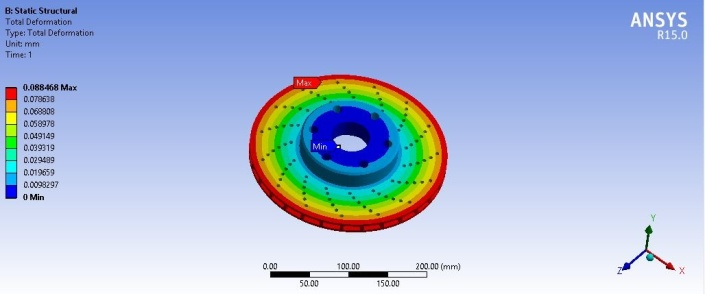 B: Static Structural
Total Deformation
Type: Total Deformation
Unit: mm
Time: 1
0.088468 Max
0.078638
0.068808
0.058978
0.049149
0.039319
0.029489
0.019659
0.0098297
0 Min
ANSYS
R15.0
Max
Min
0.00 100.00 200.00 (mm)
50.00 150.00
Y
Z X